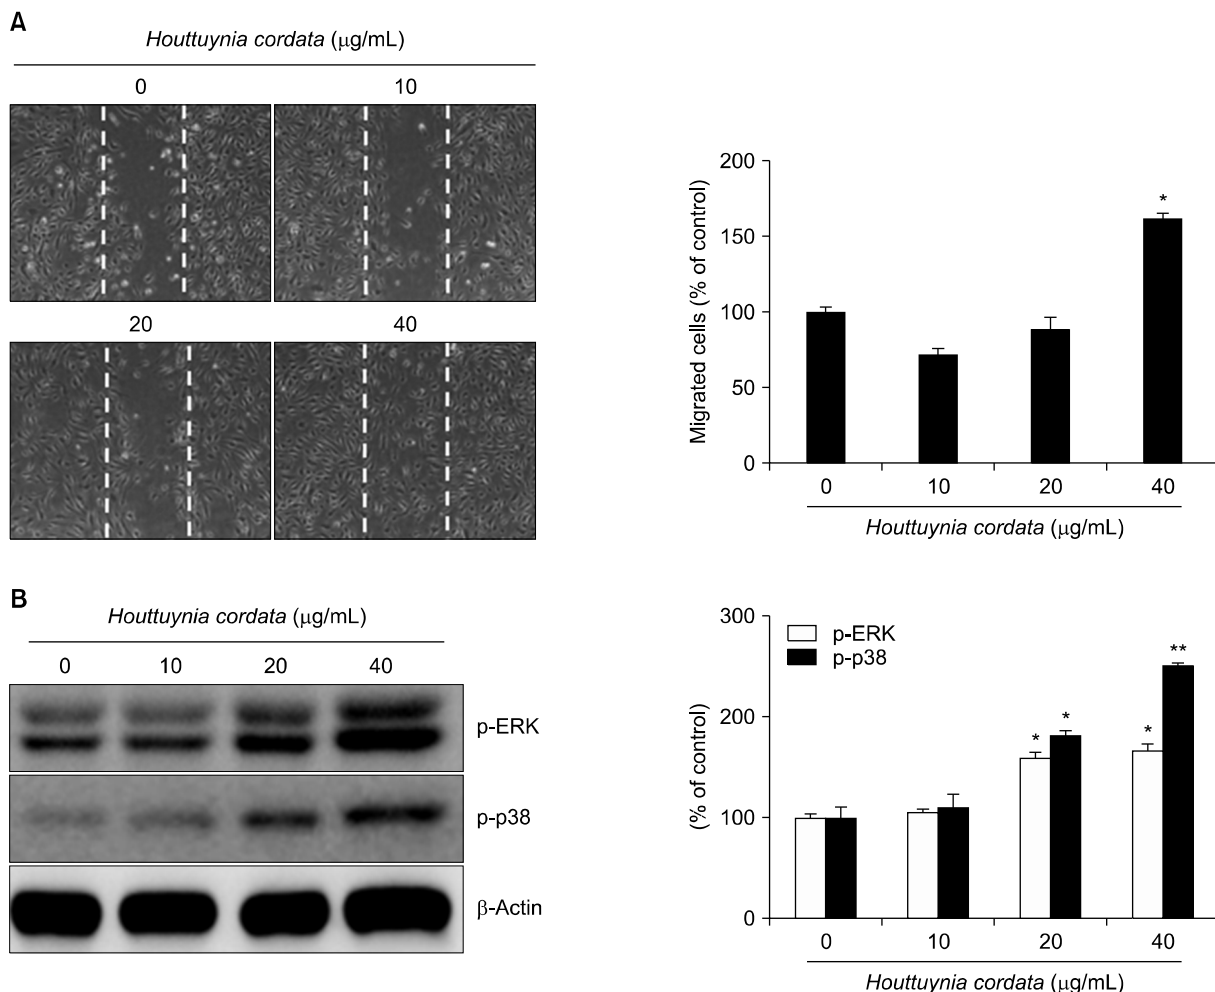 A
Houttuynia cordata (μg/mL)
0 10
20 40
200
150
100
50
0
Migrated cells (% of control)
*
0 10 20 40
Houttuynia cordata (μg/mL)
B
Houttuynia cordata (μg/mL)
0 10 20 40
p-ERK
p-p38
β-Actin
300
200
100
0
(% of control)
p-ERK
p-p38
* * * **
0 10 20 40
Houttuynia cordata (μg/mL)